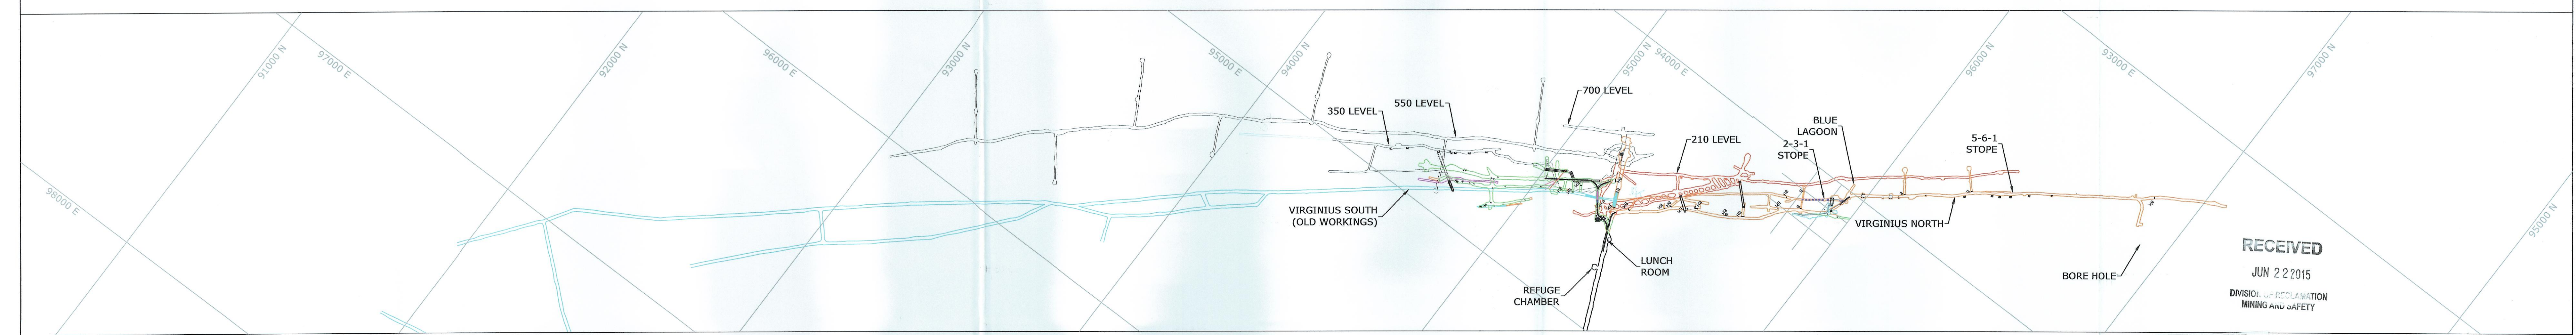 91000 N
97000 E
92000 N
96000 E
93000 N
95000 E
94000 N
95000 N
94000 E
96000 N
93000 E
97000 N
98000 E
95000 N
350 LEVEL
550 LEVEL
700 LEVEL
210 LEVEL
BLUE
LAGOON
2-3-1
STOPE
5-6-1
STOPE
VIRGINIUS SOUTH
(OLD WORKINGS)
VIRGINIUS NORTH
LUNCH
ROOM
REFUGE
CHAMBER
BORE HOLE
RECEIVED
JUN 22 2015
DIVISION OF RECLAMATION
MINING AND SAFETY